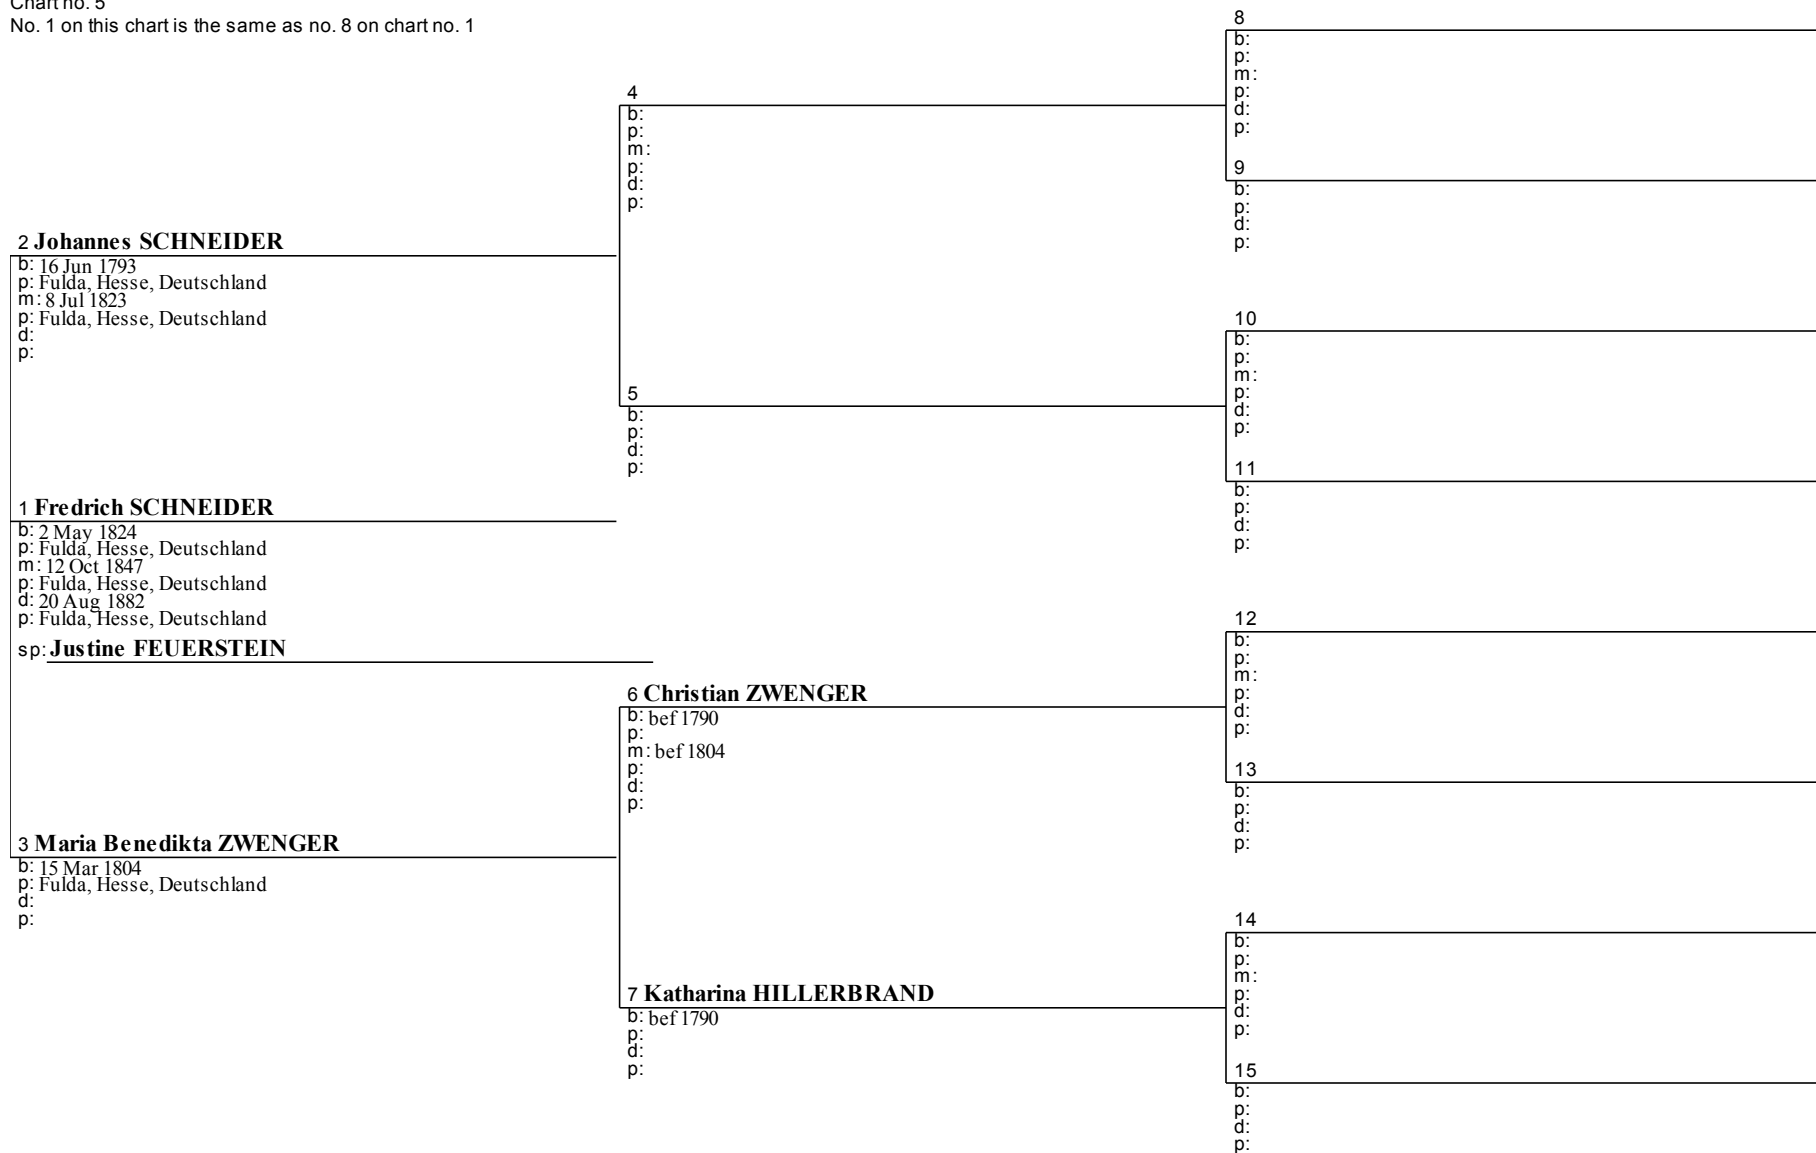 Chart no. 5
No. 1 on this chart is the same as no. 8 on chart no. 1
8
b:
p:
m:
p:
d:
p:
4
b:
p:
m:
p:
d:
p:
9
b:
p:
d:
p:
2 Johannes SCHNEIDER
b: 16 Jun 1793
p: Fulda, Hesse, Deutschland
m: 8 Jul 1823
p: Fulda, Hesse, Deutschland
d:
p:
10
b:
p:
m:
p:
d:
p:
5
b:
p:
d:
p:
11
b:
p:
d:
p:
1 Fredrich SCHNEIDER
b: 2 May 1824
p: Fulda, Hesse, Deutschland
m: 12 Oct 1847
p: Fulda, Hesse, Deutschland
d: 20 Aug 1882
p: Fulda, Hesse, Deutschland
sp: Justine FEUERSTEIN
12
b:
p:
m:
p:
d:
p:
6 Christian ZWENGER
b: bef 1790
p:
m: bef 1804
p:
d:
p:
13
b:
p:
d:
p:
3 Maria Benedikta ZWENGER
b: 15 Mar 1804
p: Fulda, Hesse, Deutschland
d:
p:
14
b:
p:
m:
p:
d:
p:
7 Katharina HILLERBRAND
b: bef 1790
p:
d:
p:
15
b:
p:
d:
p: